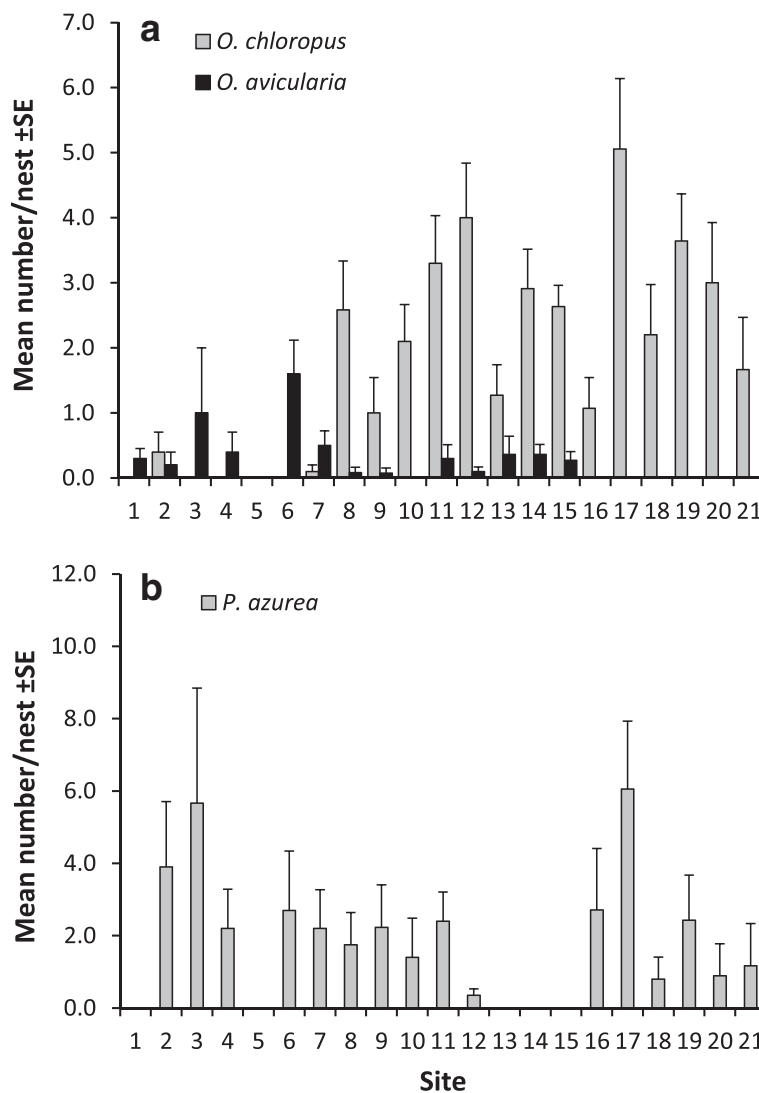 a
O. chloropus
O. avicularia
Mean number/nest ±SE
7.0
6.0
5.0
4.0
3.0
2.0
1.0
0.0
1 2 3 4 5 6 7 8 9 10 11 12 13 14 15 16 17 18 19 20 21
b
P. azurea
Mean number/nest ±SE
12.0
10.0
8.0
6.0
4.0
2.0
0.0
1 2 3 4 5 6 7 8 9 10 11 12 13 14 15 16 17 18 19 20 21
Site